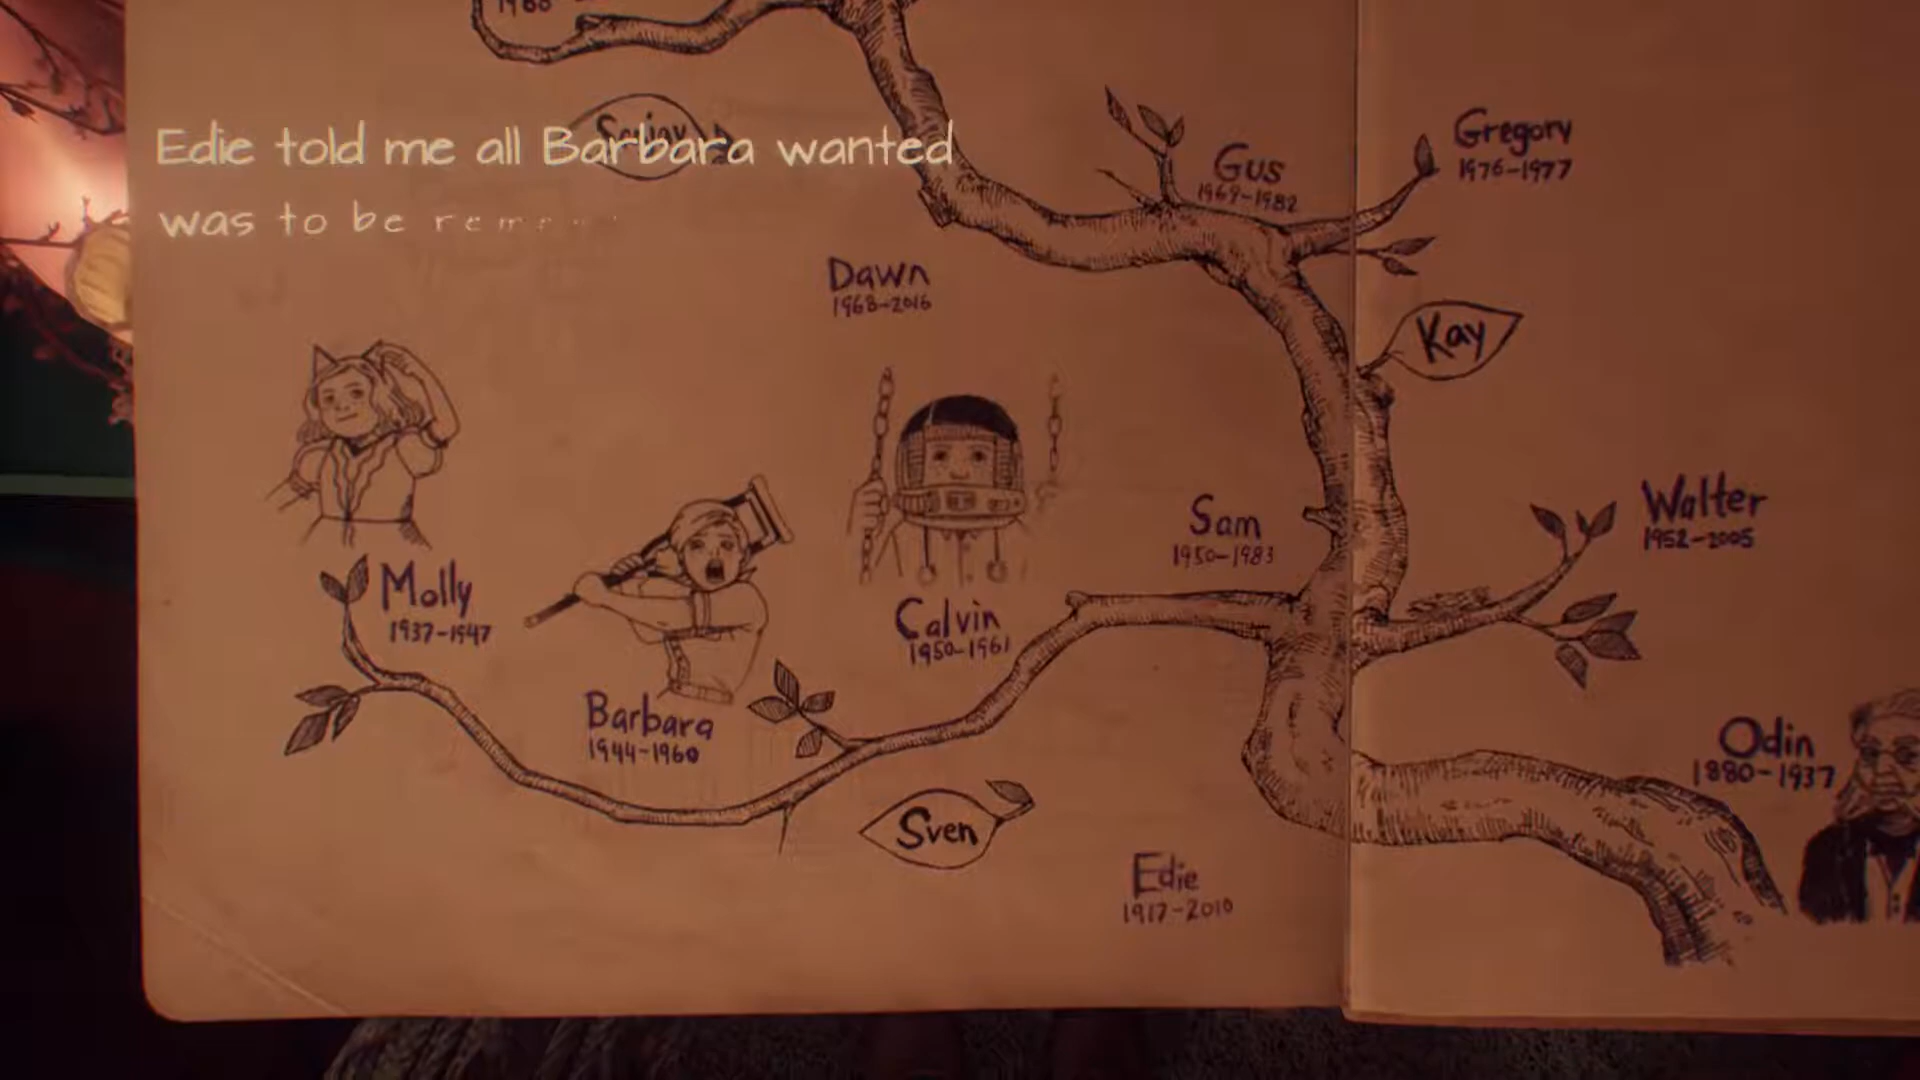 Edie told me all Barbara wanted
was to be
Gus
1969-1982
Gregory
1976-1977
Dawn
1968-2016
Kay
Sam
1950-1983
Walter
1952-2005
Molly
1937-1947
Calvin
1950-1961
Barbara
1944-1960
Sven
Odin
1880-1937
Edie
1917-2010